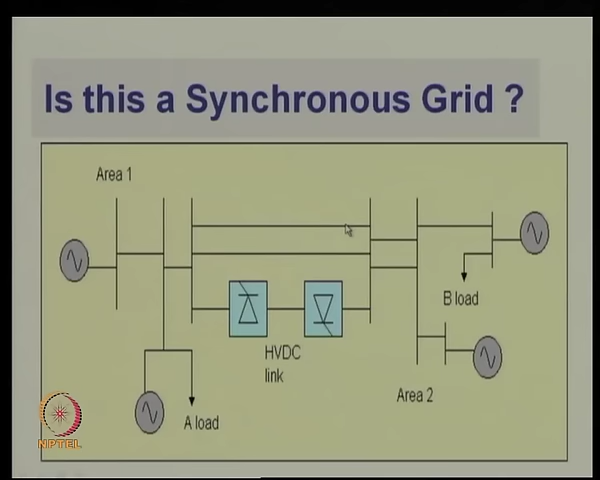 Is this a Synchronous Grid ?
Area 1
B load
HVDC
link
Area 2
A load
NPTEL